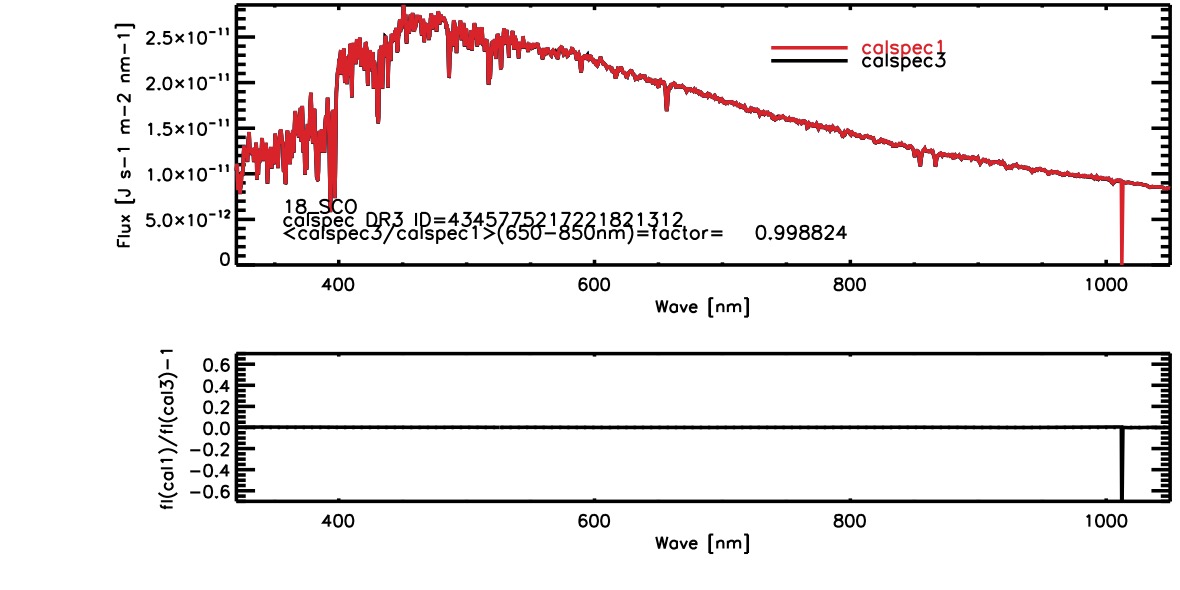 Flux [J s−1 m−2 nm−1]
2.5×10⁻¹¹
2.0×10⁻¹¹
1.5×10⁻¹¹
1.0×10⁻¹¹
5.0×10⁻¹²
0
calspec1
calspec3
18_SCO
calspec DR3 ID=4345775217221821312
<calspec3/calspec1>(650−850nm)=factor= 0.998824
400 600 800 1000
Wave [nm]
fl(cal1)/fl(cal3)−1
0.6
0.4
0.2
0.0
−0.2
−0.4
−0.6
400 600 800 1000
Wave [nm]